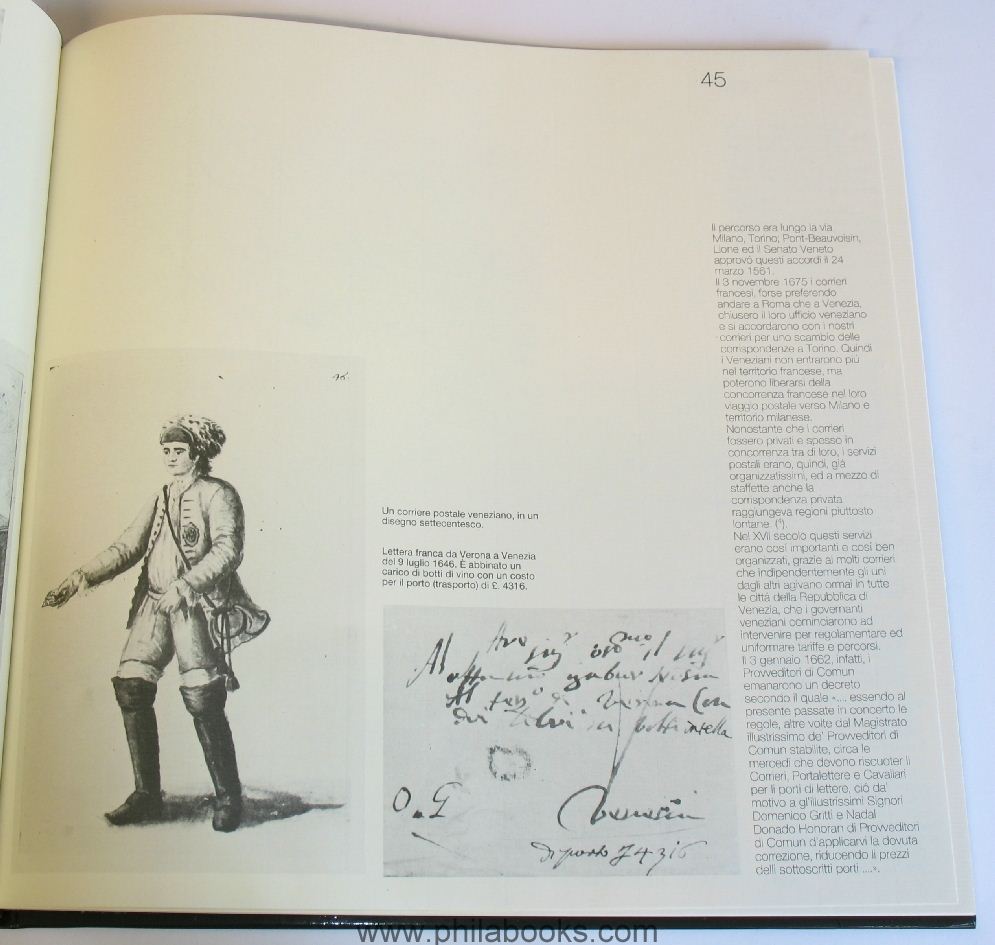 45
Il percorso era lungo la via
Milano, Torino, Pont-Beauvoisin,
Lione ed il Senato Veneto
approvò questi accordi il 24
marzo 1561.
Il 3 novembre 1675 i corrieri
francesi, forse preferendo
andare a Roma che a Venezia,
chiusero il loro ufficio veneziano
e si accordarono con i nostri
corrieri per uno scambio delle
corrispondenze a Torino. Quindi
i Veneziani non entrarono più
nel territorio francese, ma
poterono liberarsi della
concorrenza francese nel loro
viaggio postale verso Milano e
territorio milanese.
Nonostante che i corrieri
fossero privati e spesso in
concorrenza tra di loro, i servizi
postali erano, quindi, già
organizzatissimi, ed a mezzo di
staffette anche la
corrispondenza privata
raggiungeva regioni piuttosto
lontane. (⁶).
Nel XVII secolo questi servizi
erano così importanti e così ben
organizzati, grazie ai molti corrieri
che indipendentemente gli uni
dagli altri agivano ormai in tutte
le città della Repubblica di
Venezia, che i governanti
veneziani cominciarono ad
intervenire per regolamentare ed
uniformare tariffe e percorsi.
Il 3 gennaio 1662, infatti, i
Provveditori di Comun
emanarono un decreto
secondo il quale «... essendo al
presente passate in concerto le
regole, altre volte dal Magistrato
illustrissimo de' Provveditori di
Comun stabilite, circa le
mercedi che devono riscuoter li
Corrieri, Portalettere e Cavallari
per li porti di lettere, ciò da'
motivo a gl'illustrissimi Signori
Domenico Gritti e Nadal
Donado Honoran di Provveditori
di Comun d'applicarvi la dovuta
correzione, riducendo li prezzi
delli sottoscritti porti ....».
Un corriere postale veneziano, in un
disegno settecentesco.
Lettera franca da Verona a Venezia
del 9 luglio 1646. È abbinato un
carico di botti di vino con un costo
per il porto (trasporto) di £. 4316.
Venetia
di porto 4316
www.philabooks.com